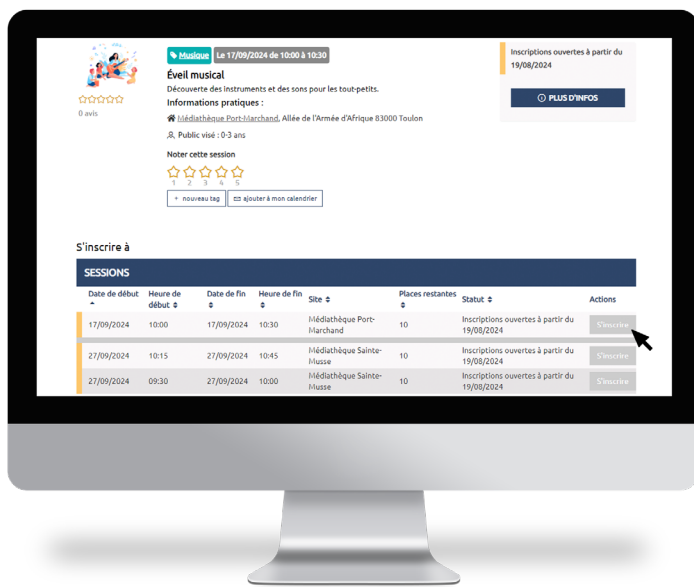 Musique Le 17/09/2024 de 10:00 à 10:30
Éveil musical
Découverte des instruments et des sons pour les tout-petits.
Informations pratiques :
Médiathèque Port-Marchand, Allée de l'Armée d'Afrique 83000 Toulon
Public visé : 0-3 ans
Noter cette session
1 2 3 4 5
+ nouveau tag
ajouter à mon calendrier
0 avis
Inscriptions ouvertes à partir du
19/08/2024
PLUS D'INFOS
S'inscrire à
SESSIONS
Date de début Heure de début Date de fin Heure de fin Site Places restantes Statut Actions
17/09/2024 10:00 17/09/2024 10:30 Médiathèque Port-Marchand 10 Inscriptions ouvertes à partir du 19/08/2024 S'inscrire
27/09/2024 10:15 27/09/2024 10:45 Médiathèque Sainte-Musse 10 Inscriptions ouvertes à partir du 19/08/2024 S'inscrire
27/09/2024 09:30 27/09/2024 10:00 Médiathèque Sainte-Musse 10 Inscriptions ouvertes à partir du 19/08/2024 S'inscrire